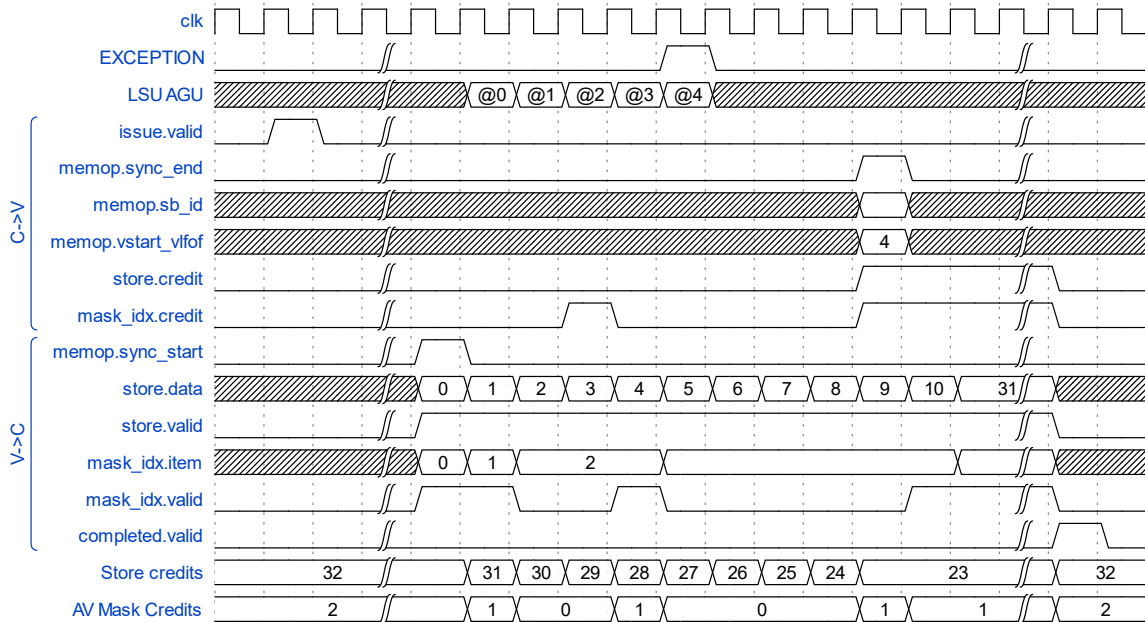 clk
EXCEPTION
LSU AGU @0 @1 @2 @3 @4
C->V
issue.valid
memop.sync_end
memop.sb_id
memop.vstart_vlfof 4
store.credit
mask_idx.credit
V->C
memop.sync_start
store.data 0 1 2 3 4 5 6 7 8 9 10 31
store.valid
mask_idx.item 0 1 2
mask_idx.valid
completed.valid
Store credits 32 31 30 29 28 27 26 25 24 23 32
AV Mask Credits 2 1 0 1 0 1 1 2